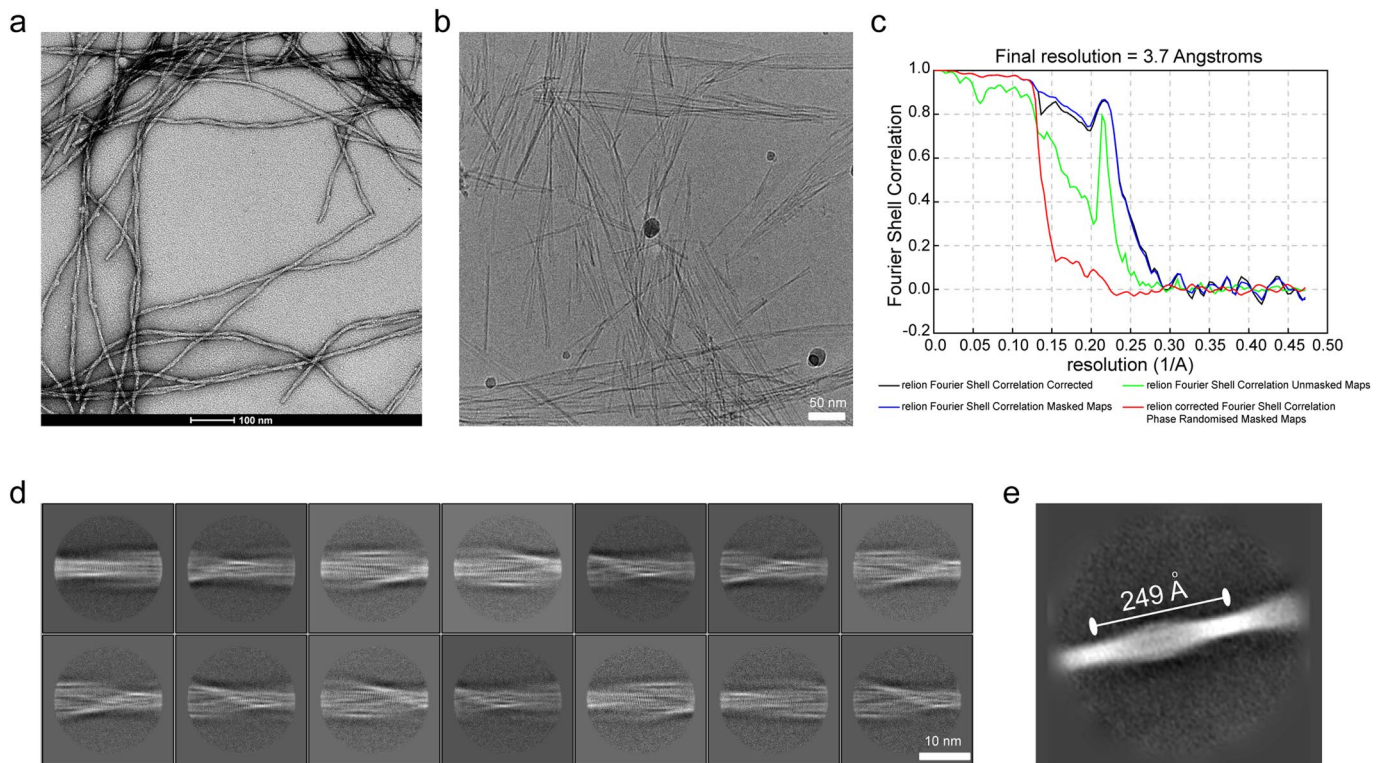 a
b
c
100 nm
50 nm
Final resolution = 3.7 Angstroms
Fourier Shell Correlation
1.0
0.8
0.6
0.4
0.2
0.0
-0.2
0.0 0.05 0.10 0.15 0.20 0.25 0.30 0.35 0.40 0.45 0.50
resolution (1/A)
relion Fourier Shell Correlation Corrected
relion Fourier Shell Correlation Unmasked Maps
relion Fourier Shell Correlation Masked Maps
relion corrected Fourier Shell Correlation
Phase Randomised Masked Maps
d
10 nm
e
249 Å